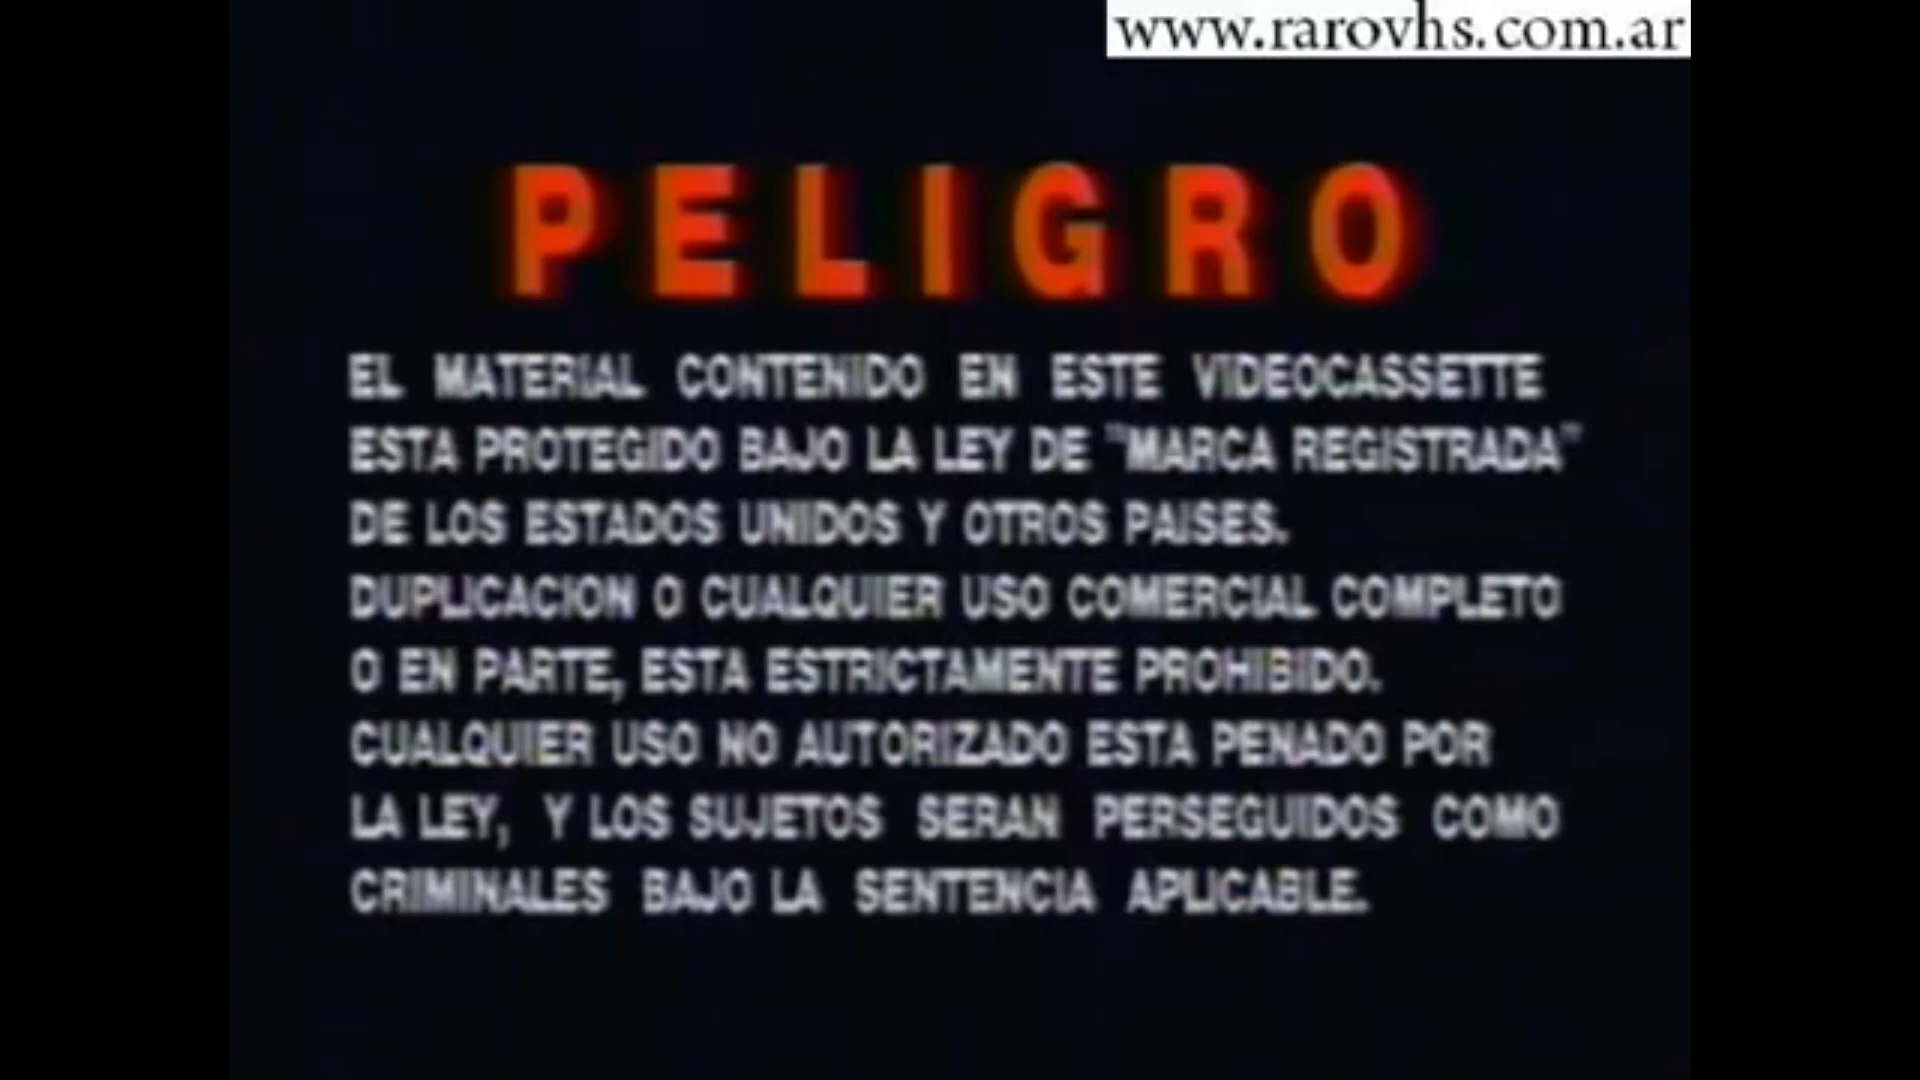 www.rarovhs.com.ar
PELIGRO
EL MATERIAL CONTENIDO EN ESTE VIDEOCASSETTE
ESTA PROTEGIDO BAJO LA LEY DE "MARCA REGISTRADA"
DE LOS ESTADOS UNIDOS Y OTROS PAISES.
DUPLICACION O CUALQUIER USO COMERCIAL COMPLETO
O EN PARTE, ESTA ESTRICTAMENTE PROHIBIDO.
CUALQUIER USO NO AUTORIZADO ESTA PENADO POR
LA LEY, Y LOS SUJETOS SERAN PERSEGUIDOS COMO
CRIMINALES BAJO LA SENTENCIA APLICABLE.